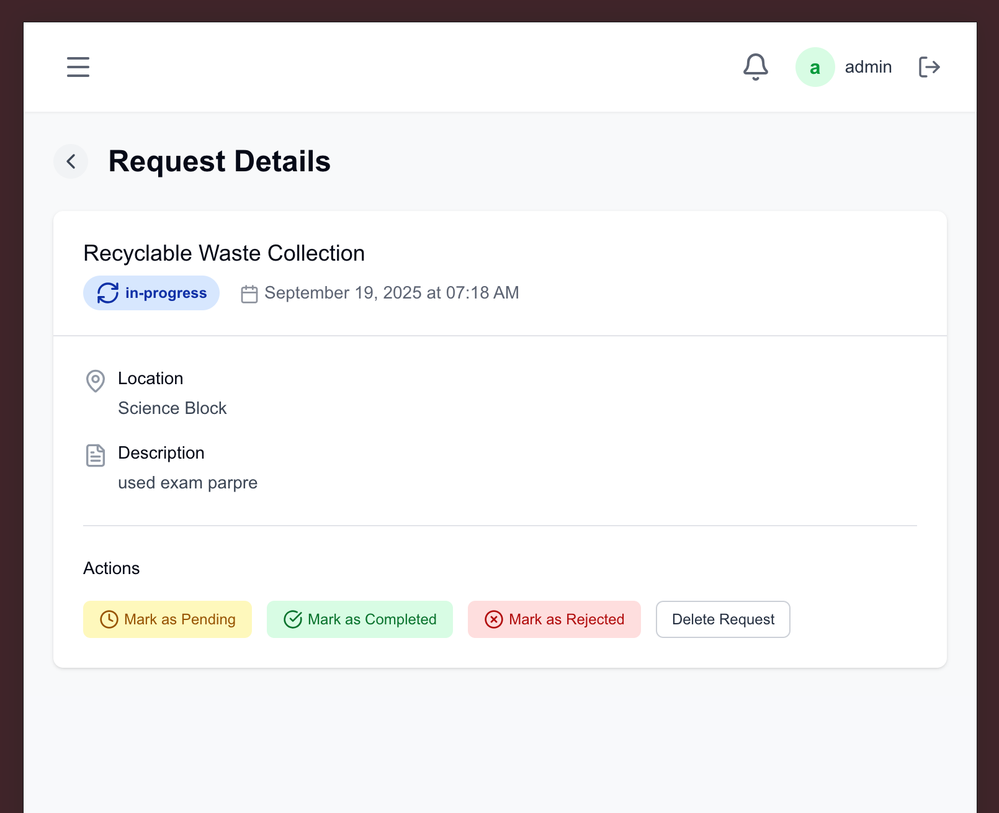 a admin
Request Details
Recyclable Waste Collection
in-progress September 19, 2025 at 07:18 AM
Location
Science Block
Description
used exam parpre
Actions
Mark as Pending Mark as Completed Mark as Rejected Delete Request